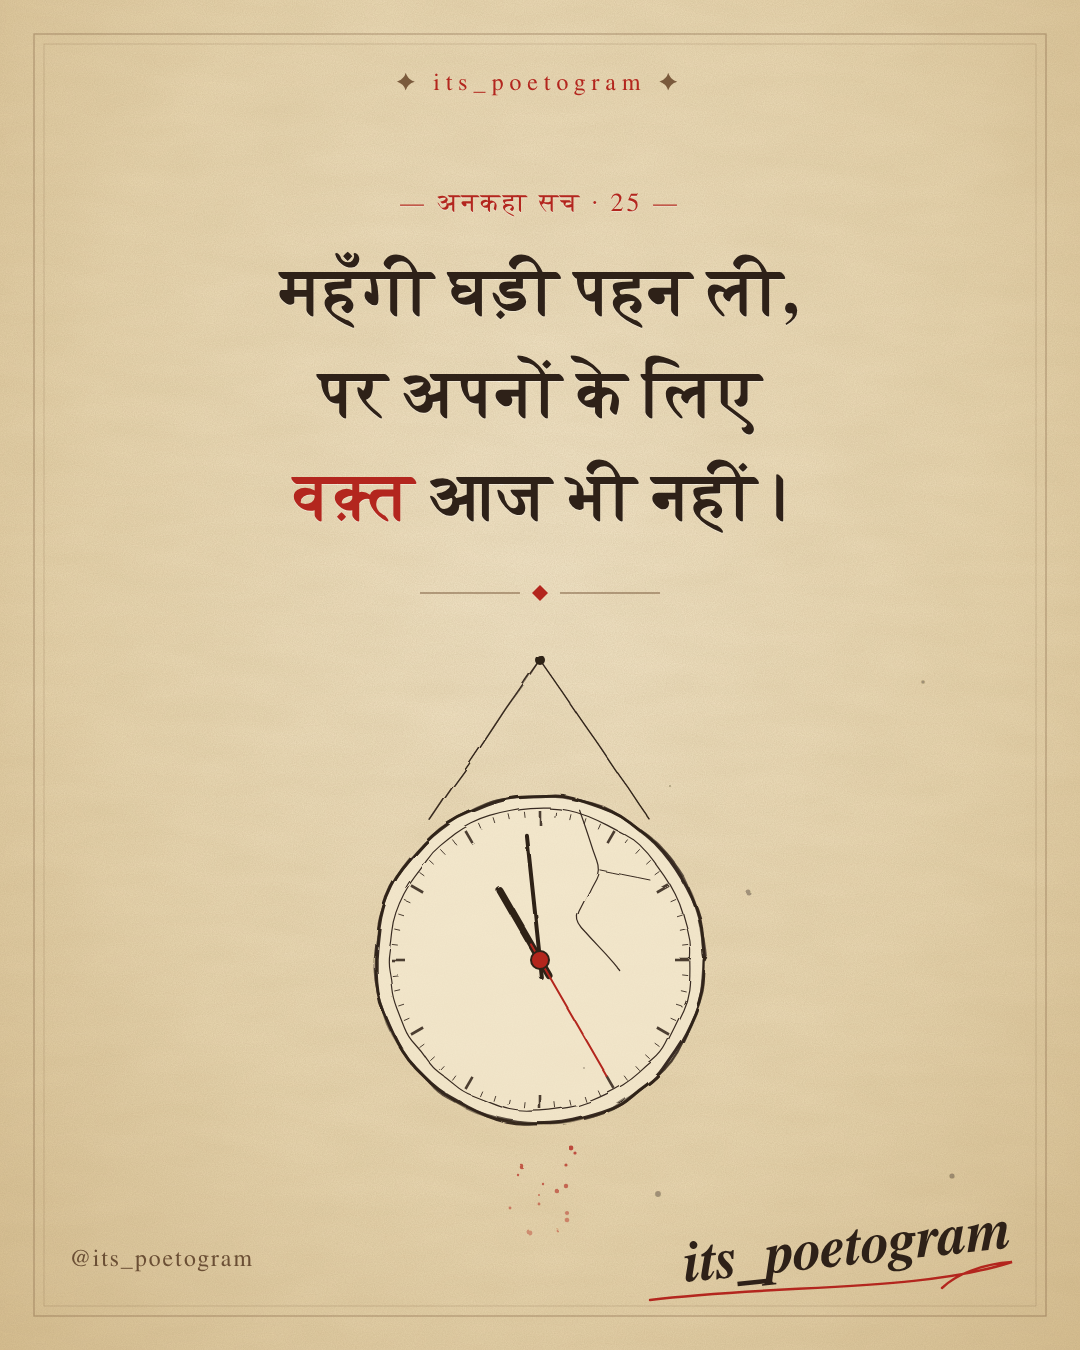 ✦ its_poetogram ✦
— अनकहा सच · 25 —
महँगी घड़ी पहन ली,
पर अपनों के लिए
वक़्त आज भी नहीं।
@its_poetogram
its_poetogram